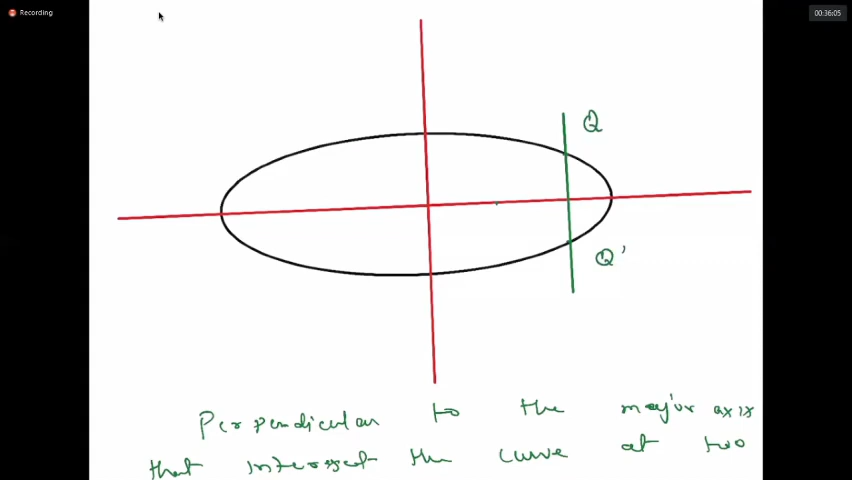 Recording
00:36:05
Q
Q'
Perpendicular to the major axis
that intersect the curve at two